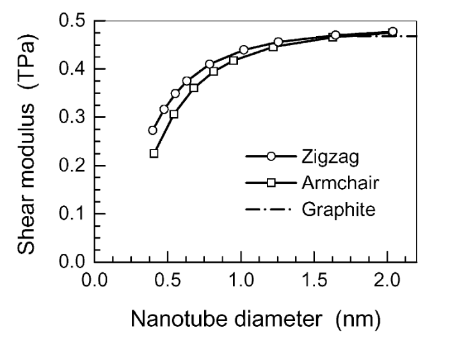 Shear modulus (TPa)
0.5
0.4
0.3
0.2
0.1
0.0
Zigzag
Armchair
Graphite
0.0 0.5 1.0 1.5 2.0
Nanotube diameter (nm)